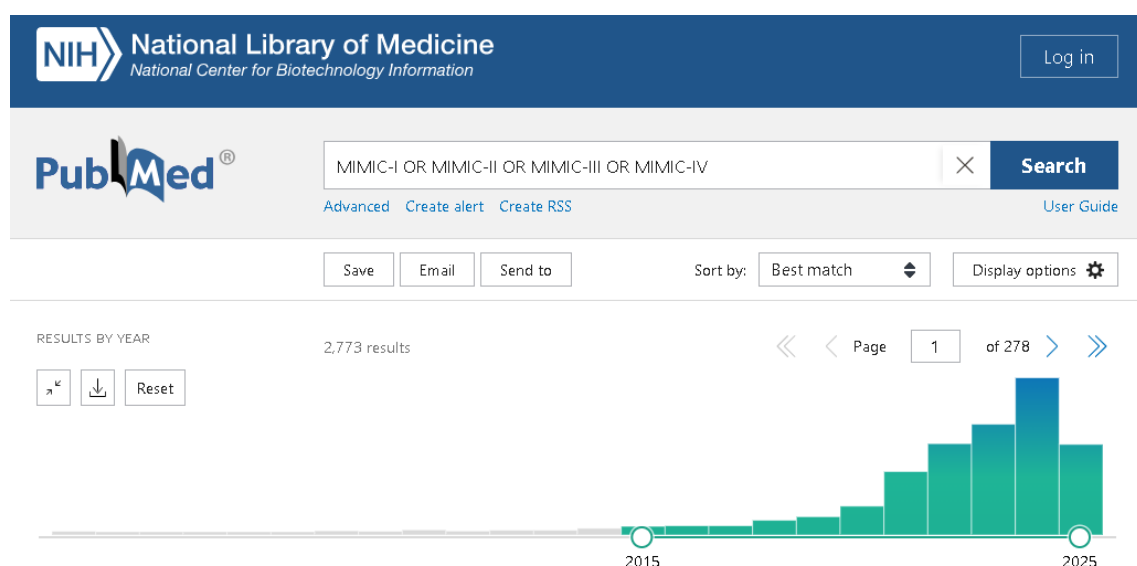 NIH National Library of Medicine
National Center for Biotechnology Information
Log in
PubMed®
MIMIC-I OR MIMIC-II OR MIMIC-III OR MIMIC-IV
Search
Advanced Create alert Create RSS
User Guide
Save Email Send to
Sort by: Best match
Display options
RESULTS BY YEAR
2,773 results
Page 1 of 278
Reset
2015 2025